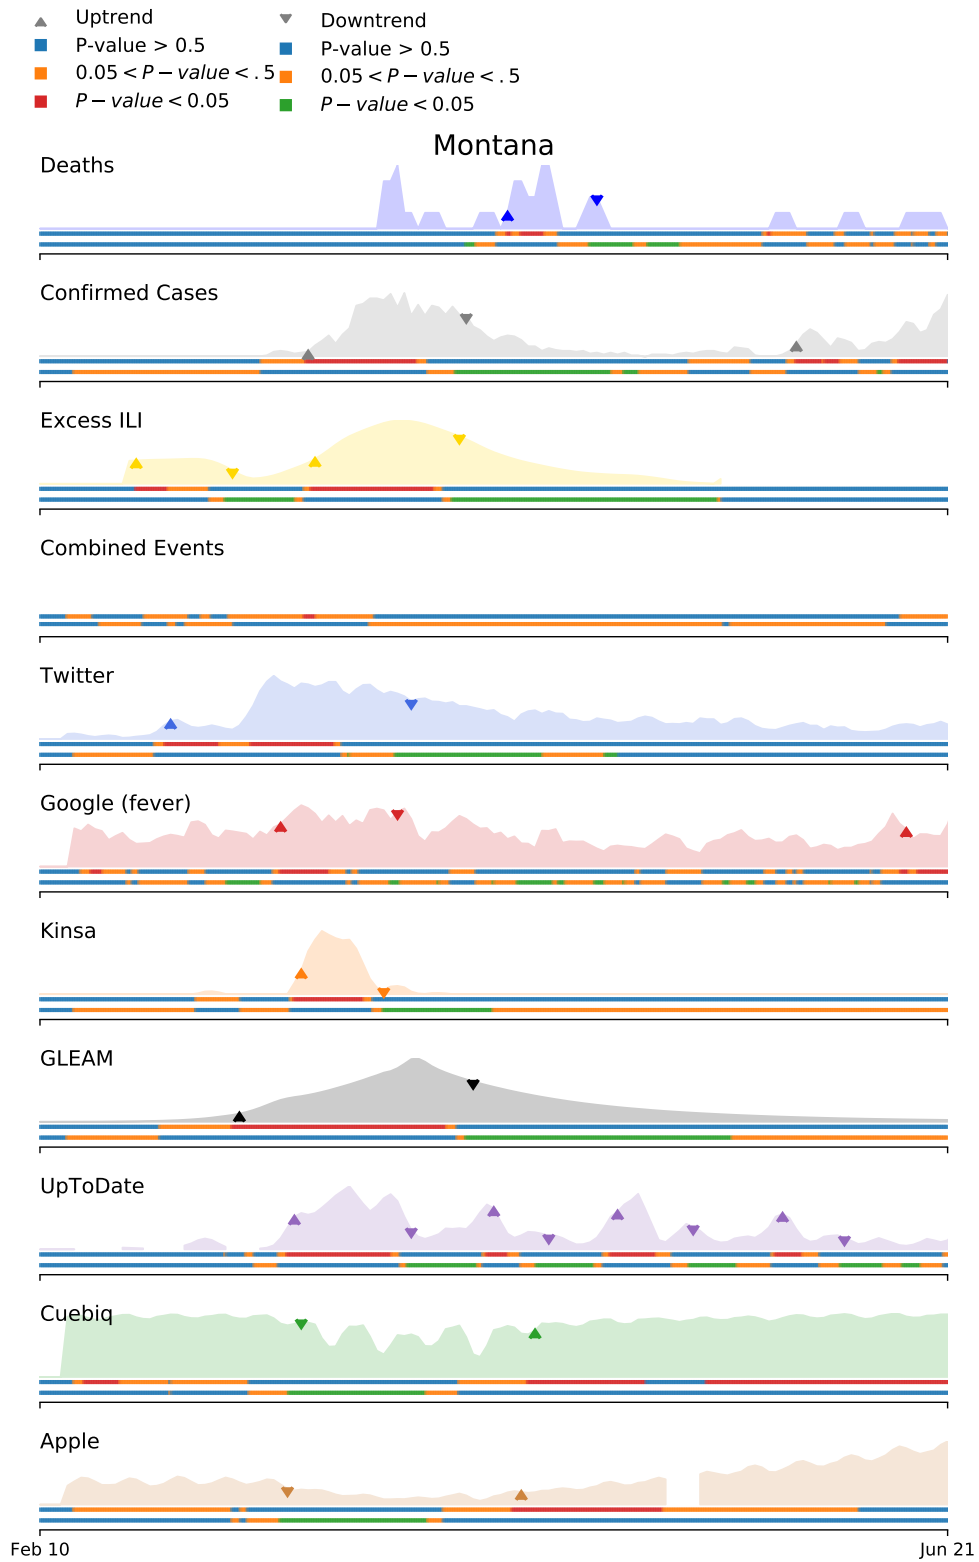 Uptrend
P-value > 0.5
0.05 < P − value < .5
P − value < 0.05
Downtrend
P-value > 0.5
0.05 < P − value < .5
P − value < 0.05
Montana
Deaths
Confirmed Cases
Excess ILI
Combined Events
Twitter
Google (fever)
Kinsa
GLEAM
UpToDate
Cuebiq
Apple
Feb 10
Jun 21